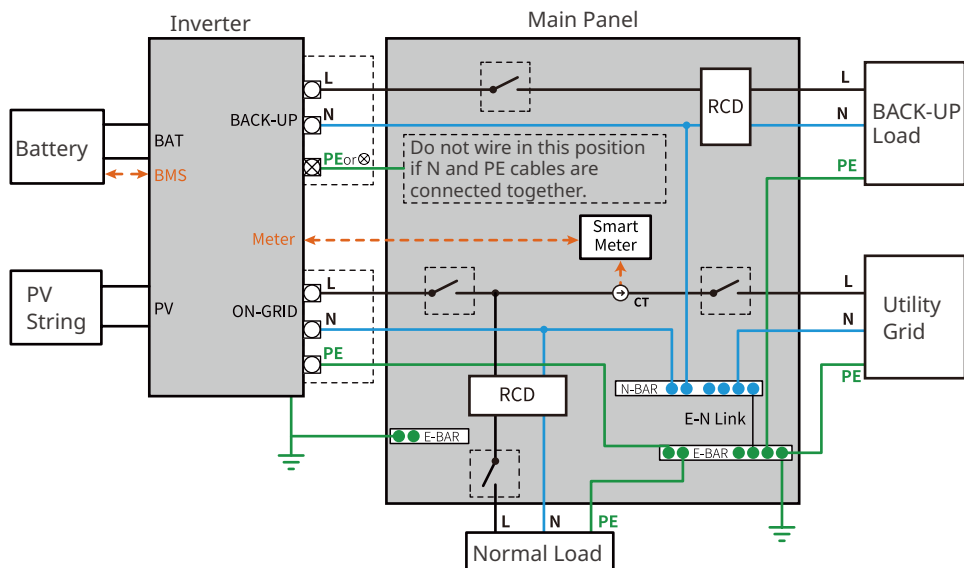 Main Panel
Inverter
L
RCD
L
BACK-UP
Load
N
N
BACK-UP
Battery
BAT
BMS
PE or ⊗
Do not wire in this position
if N and PE cables are
connected together.
PE
Smart
Meter
Meter
PV
String
PV
L
ON-GRID
CT
L
Utility
Grid
N
N
PE
PE
RCD
N-BAR
E-N Link
E-BAR
E-BAR
L
N
PE
Normal Load